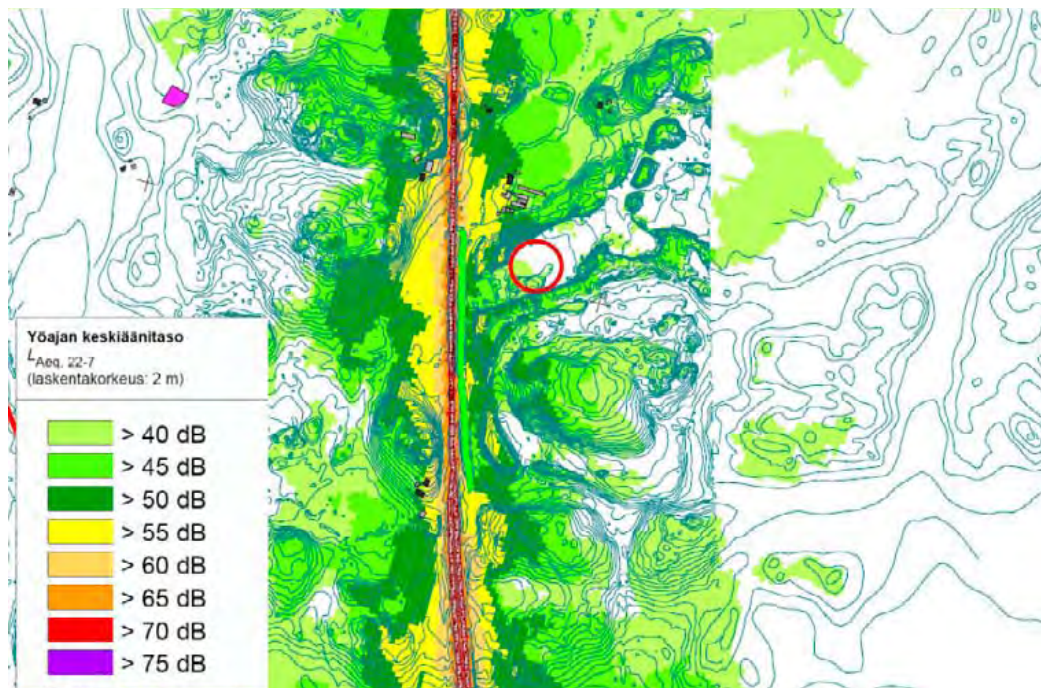 Yöajan keskiäänitaso
LAeq, 22-7
(laskentakorkeus: 2 m)
> 40 dB
> 45 dB
> 50 dB
> 55 dB
> 60 dB
> 65 dB
> 70 dB
> 75 dB